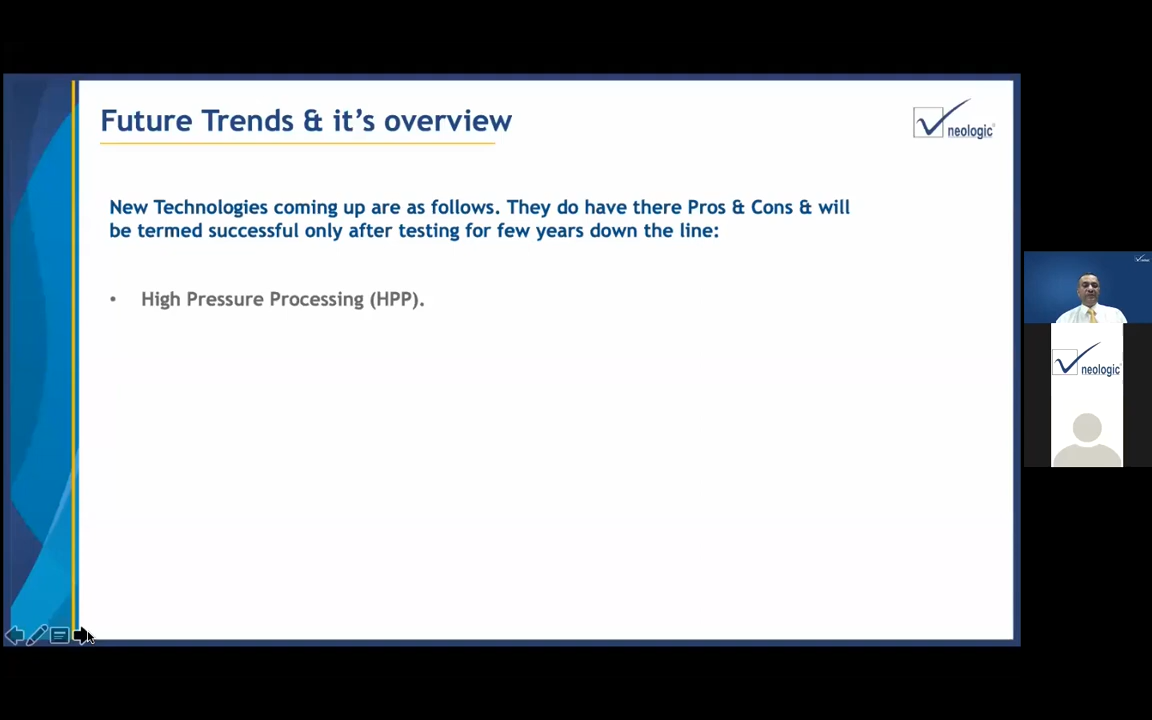 Future Trends & it's overview
neologic
New Technologies coming up are as follows. They do have there Pros & Cons & will
be termed successful only after testing for few years down the line:
• High Pressure Processing (HPP).
neologic